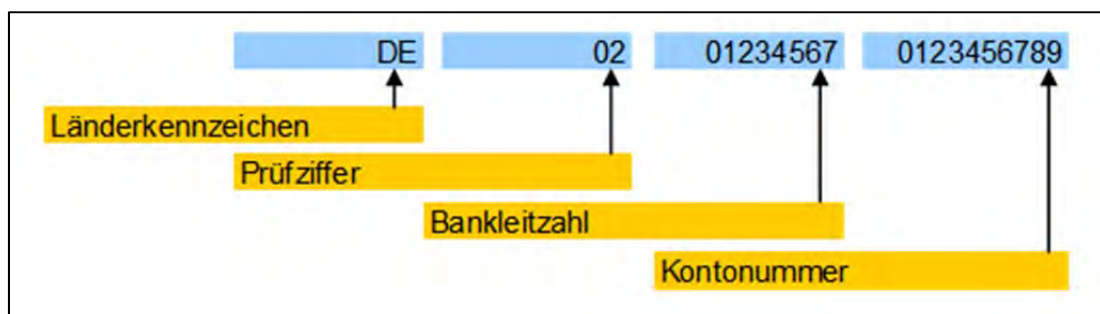 DE 02 01234567 0123456789
Länderkennzeichen
Prüfziffer
Bankleitzahl
Kontonummer